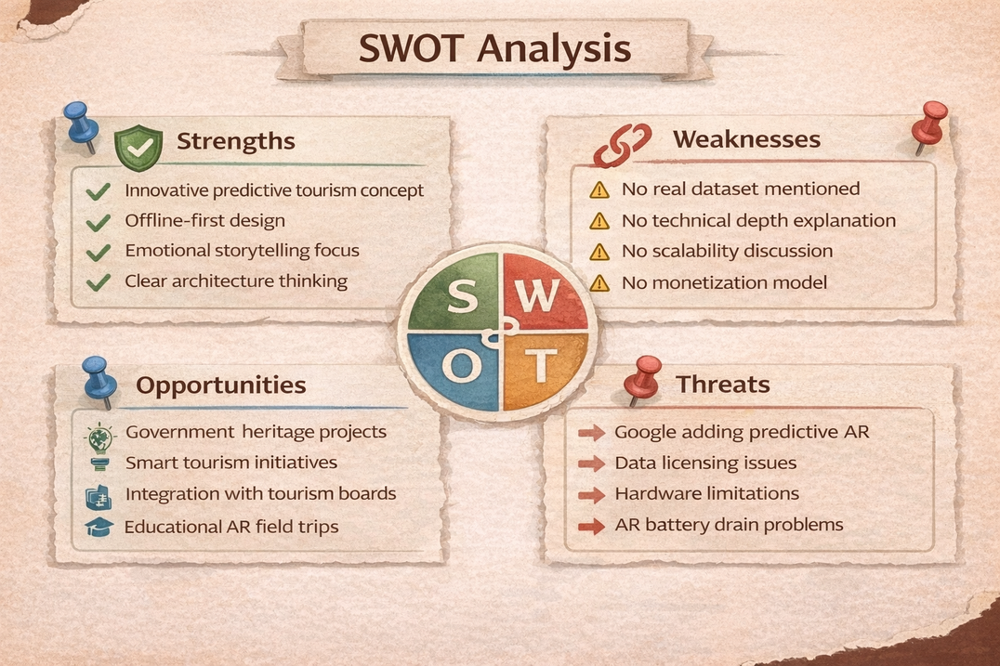 SWOT Analysis
Strengths
Innovative predictive tourism concept
Offline-first design
Emotional storytelling focus
Clear architecture thinking
Weaknesses
No real dataset mentioned
No technical depth explanation
No scalability discussion
No monetization model
S W
O T
Opportunities
Government heritage projects
Smart tourism initiatives
Integration with tourism boards
Educational AR field trips
Threats
Google adding predictive AR
Data licensing issues
Hardware limitations
AR battery drain problems